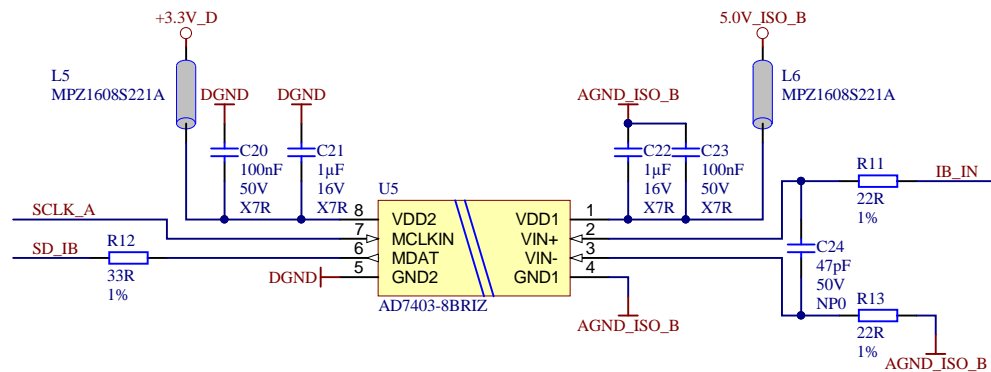 +3.3V_D
5.0V_ISO_B
L5
MPZ1608S221A
DGND
DGND
AGND_ISO_B
L6
MPZ1608S221A
C20
100nF
50V
X7R
C21
1µF
16V
X7R
C22
1µF
16V
X7R
C23
100nF
50V
X7R
R11
22R
1%
IB_IN
U5
SCLK_A
SD_IB
R12
33R
1%
DGND
8
7
6
5
VDD2
MCLKIN
MDAT
GND2
VDD1
VIN+
VIN-
GND1
1
2
3
4
AD7403-8BRIZ
AGND_ISO_B
C24
47pF
50V
NP0
R13
22R
1%
AGND_ISO_B